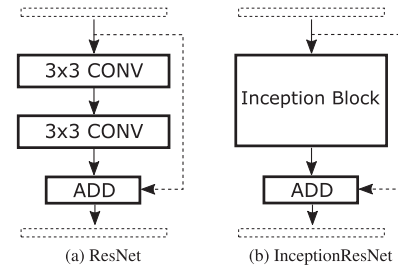 3x3 CONV
3x3 CONV
ADD
(a) ResNet
Inception Block
ADD
(b) InceptionResNet